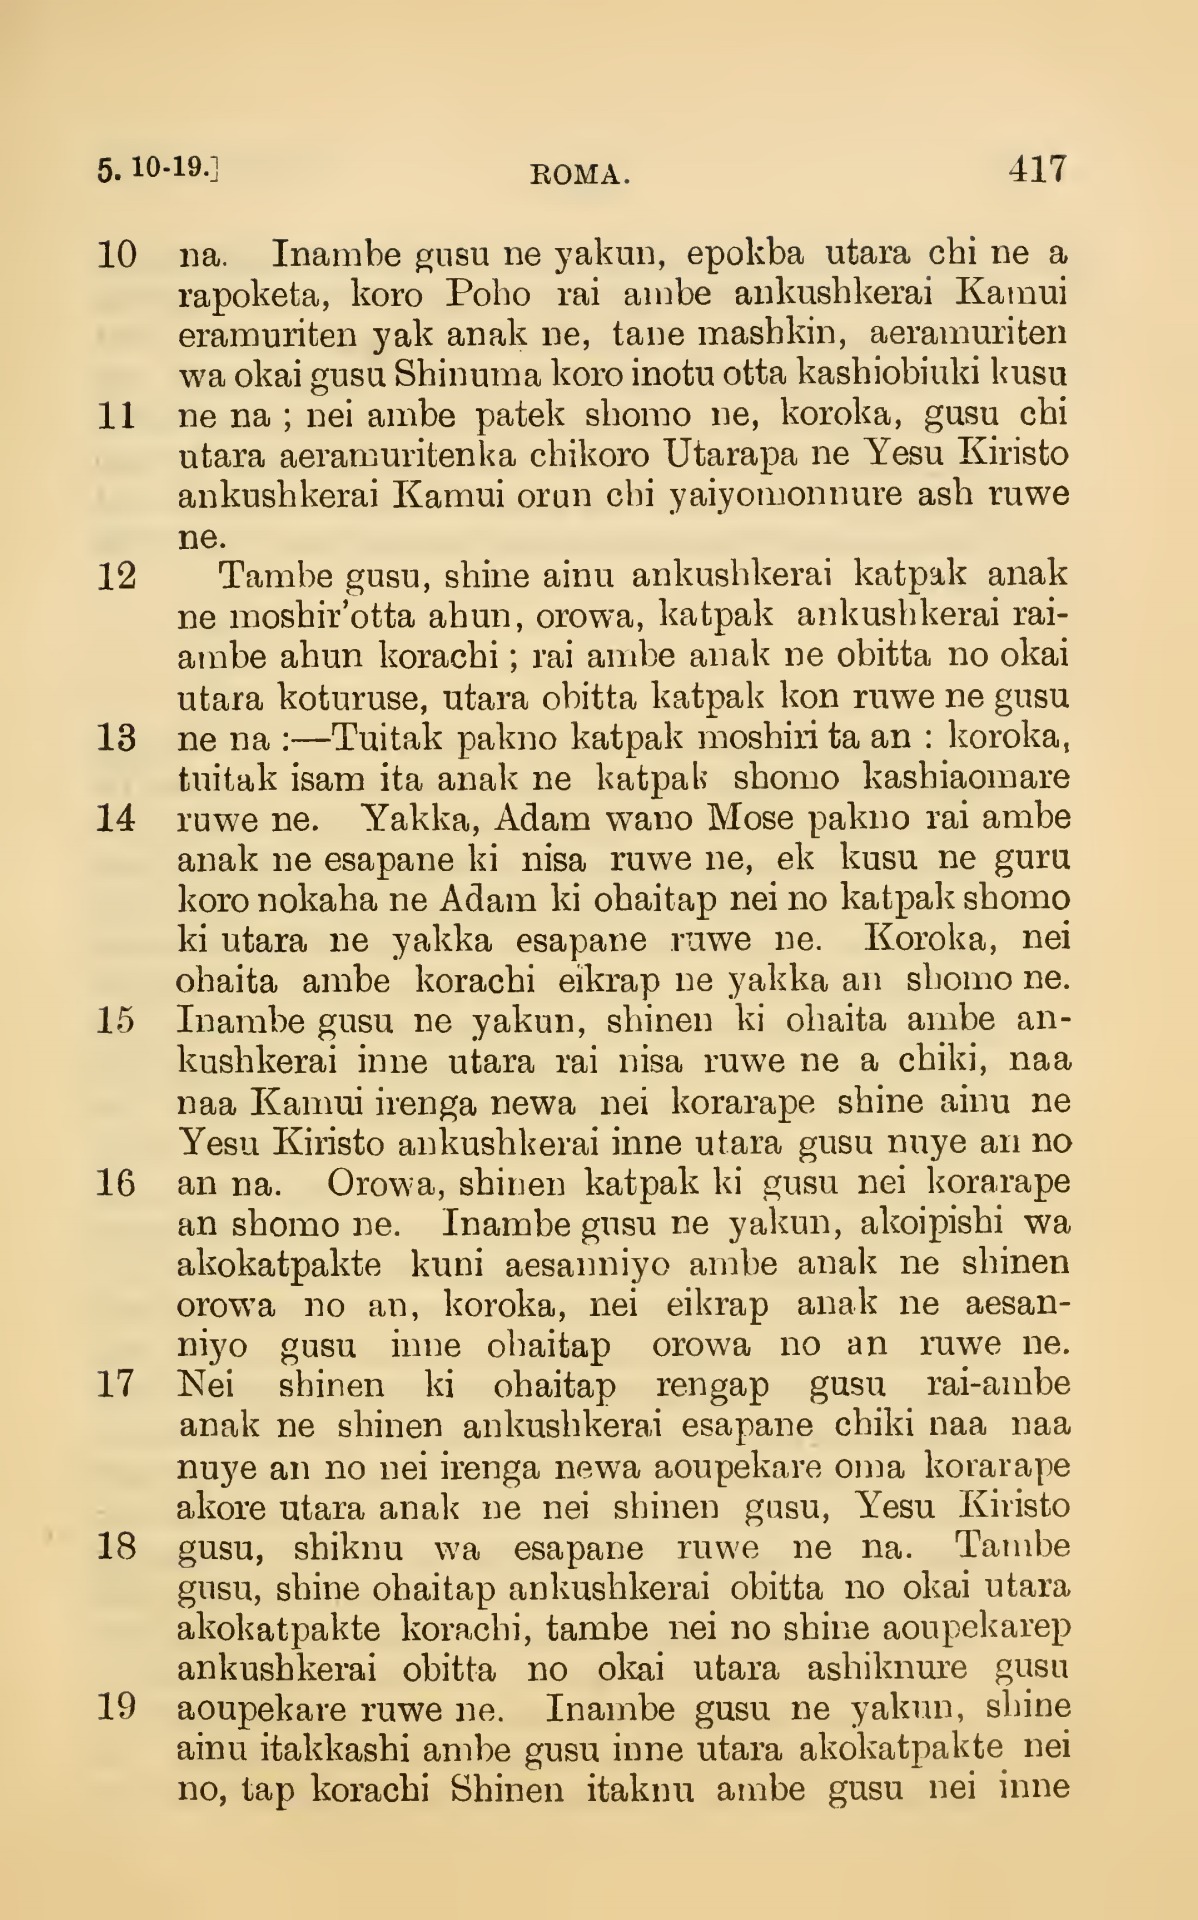 5. 10-19.] ROMA. 417
10 na. Inambe gusu ne yakun, epokba utara chi ne a
rapoketa, koro Poho rai ambe ankushkerai Kamui
eramuriten yak anak ne, tane mashkin, aeramuriten
wa okai gusu Shinuma koro inotu otta kashiobiuki kusu
11 ne na ; nei ambe patek shomo ne, koroka, gusu chi
utara aeramuritenka chikoro Utarapa ne Yesu Kiristo
ankushkerai Kamui orun chi yaiyomonnure ash ruwe
ne.
12 Tambe gusu, shine ainu ankushkerai katpak anak
ne moshir'otta ahun, orowa, katpak ankushkerai rai-
ambe ahun korachi ; rai ambe anak ne obitta no okai
utara koturuse, utara obitta katpak kon ruwe ne gusu
13 ne na :—Tuitak pakno katpak moshiri ta an : koroka,
tuitak isam ita anak ne katpak shomo kashiaomare
14 ruwe ne. Yakka, Adam wano Mose pakno rai ambe
anak ne esapane ki nisa ruwe ne, ek kusu ne guru
koro nokaha ne Adam ki ohaitap nei no katpak shomo
ki utara ne yakka esapane ruwe ne. Koroka, nei
ohaita ambe korachi eikrap ne yakka an shomo ne.
15 Inambe gusu ne yakun, shinen ki ohaita ambe an-
kushkerai inne utara rai nisa ruwe ne a chiki, naa
naa Kamui irenga newa nei korarape shine ainu ne
Yesu Kiristo ankushkerai inne utara gusu nuye an no
16 an na. Orowa, shinen katpak ki gusu nei korarape
an shomo ne. Inambe gusu ne yakun, akoipishi wa
akokatpakte kuni aesanniyo ambe anak ne shinen
orowa no an, koroka, nei eikrap anak ne aesan-
niyo gusu inne ohaitap orowa no an ruwe ne.
17 Nei shinen ki ohaitap rengap gusu rai-ambe
anak ne shinen ankushkerai esapane chiki naa naa
nuye an no nei irenga newa aoupekare oma korarape
akore utara anak ne nei shinen gusu, Yesu Kiristo
18 gusu, shiknu wa esapane ruwe ne na. Tambe
gusu, shine ohaitap ankushkerai obitta no okai utara
akokatpakte korachi, tambe nei no shine aoupekarep
ankushkerai obitta no okai utara ashiknure gusu
19 aoupekare ruwe ne. Inambe gusu ne yakun, shine
ainu itakkashi ambe gusu inne utara akokatpakte nei
no, tap korachi Shinen itaknu ambe gusu nei inne